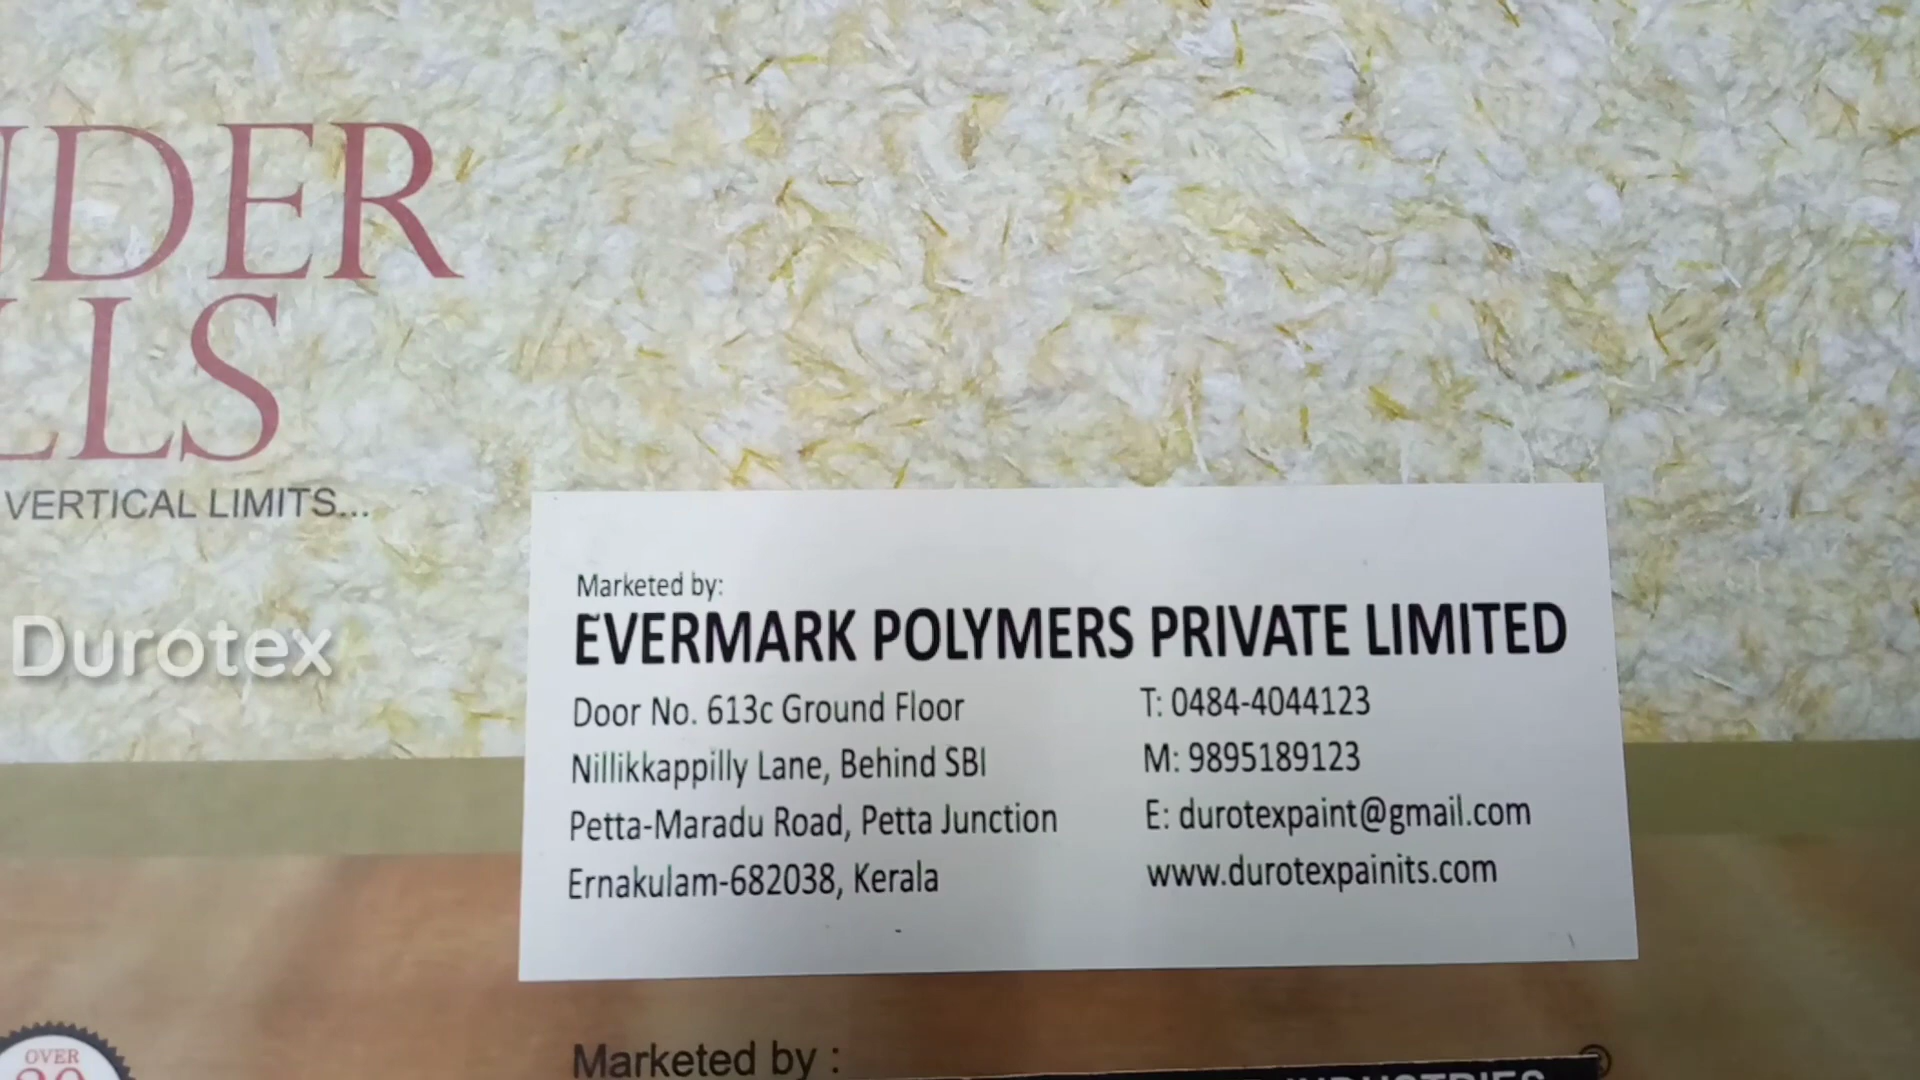 NDER
LLS
VERTICAL LIMITS...
Durotex
Marketed by:
EVERMARK POLYMERS PRIVATE LIMITED
Door No. 613c Ground Floor
Nillikkappilly Lane, Behind SBI
Petta-Maradu Road, Petta Junction
Ernakulam-682038, Kerala
T: 0484-4044123
M: 9895189123
E: durotexpaint@gmail.com
www.durotexpainits.com
OVER
Marketed by :